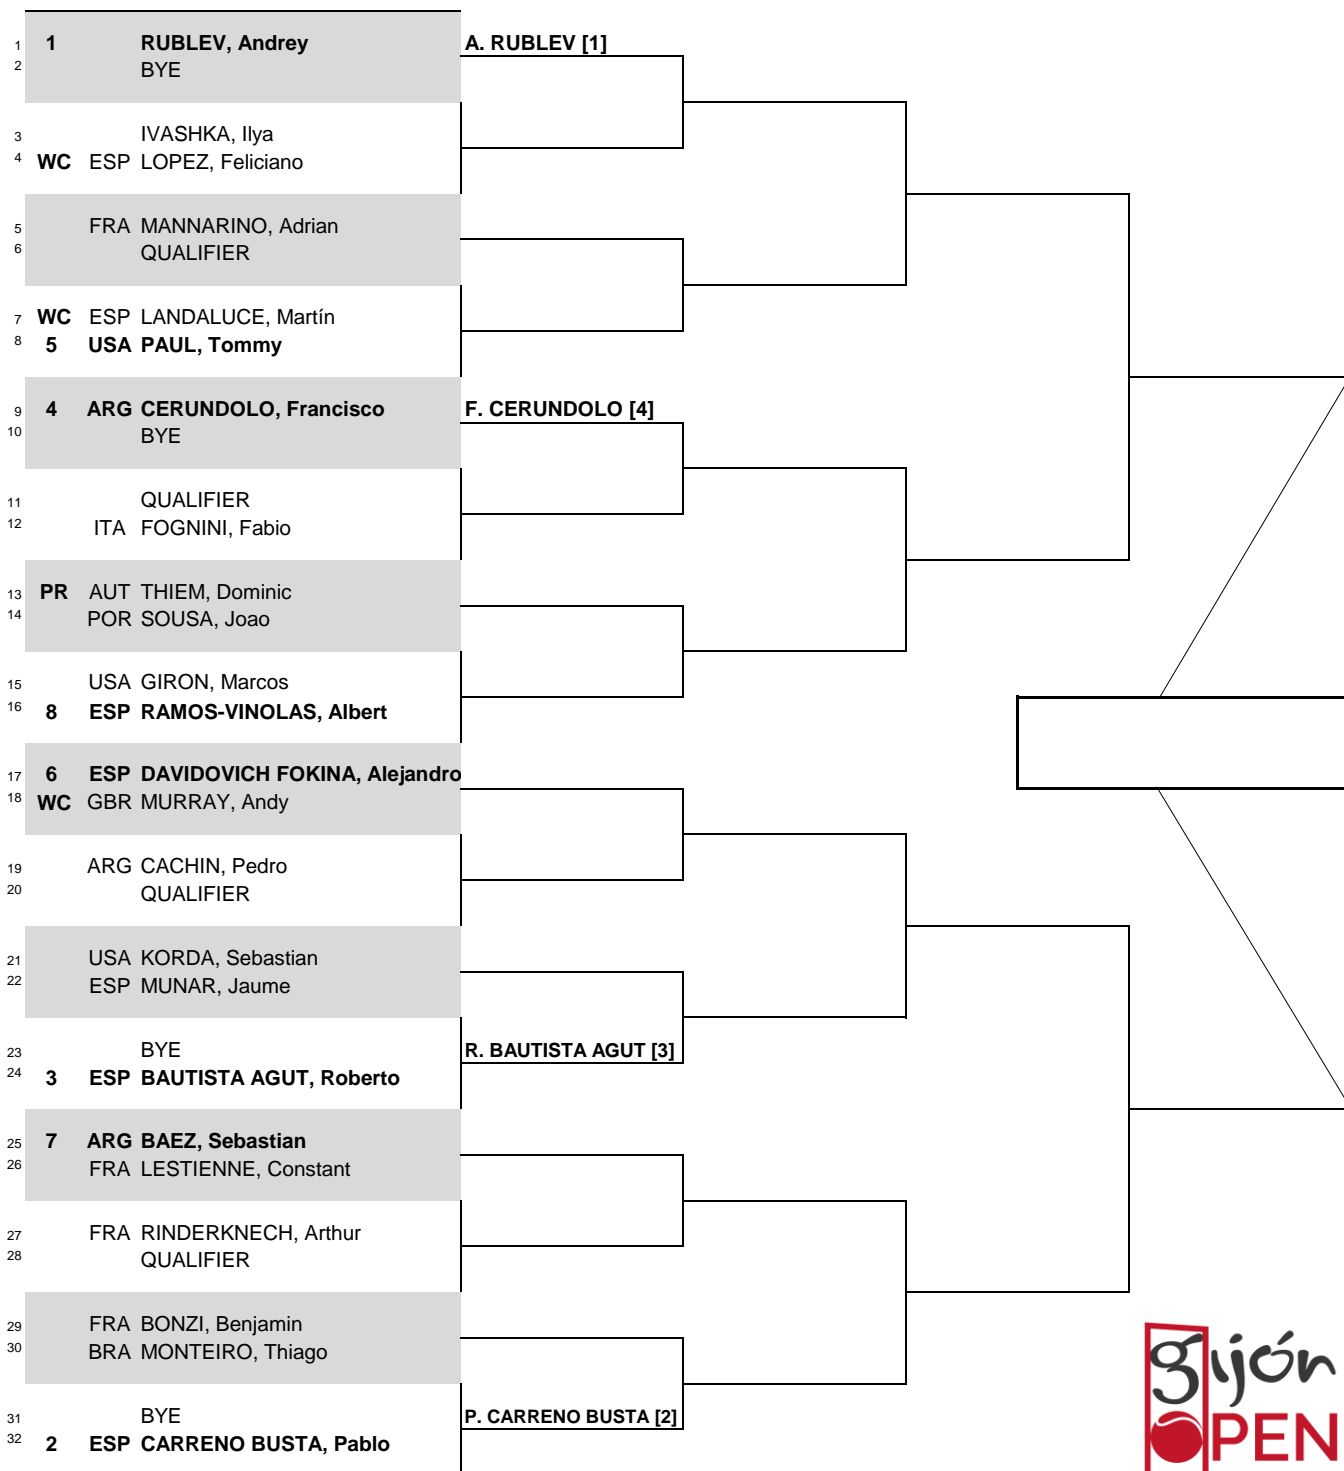 1 1 RUBLEV, Andrey A. RUBLEV [1]
2 BYE
3 IVASHKA, Ilya
4 WC ESP LOPEZ, Feliciano
5 FRA MANNARINO, Adrian
6 QUALIFIER
7 WC ESP LANDALUCE, Martín
8 5 USA PAUL, Tommy
9 4 ARG CERUNDOLO, Francisco F. CERUNDOLO [4]
10 BYE
11 QUALIFIER
12 ITA FOGNINI, Fabio
13 PR AUT THIEM, Dominic
14 POR SOUSA, Joao
15 USA GIRON, Marcos
16 8 ESP RAMOS-VINOLAS, Albert
17 6 ESP DAVIDOVICH FOKINA, Alejandro
18 WC GBR MURRAY, Andy
19 ARG CACHIN, Pedro
20 QUALIFIER
21 USA KORDA, Sebastian
22 ESP MUNAR, Jaume
23 BYE R. BAUTISTA AGUT [3]
24 3 ESP BAUTISTA AGUT, Roberto
25 7 ARG BAEZ, Sebastian
26 FRA LESTIENNE, Constant
27 FRA RINDERKNECH, Arthur
28 QUALIFIER
29 FRA BONZI, Benjamin
30 BRA MONTEIRO, Thiago
31 BYE P. CARRENO BUSTA [2]
32 2 ESP CARRENO BUSTA, Pablo
gijón
OPEN